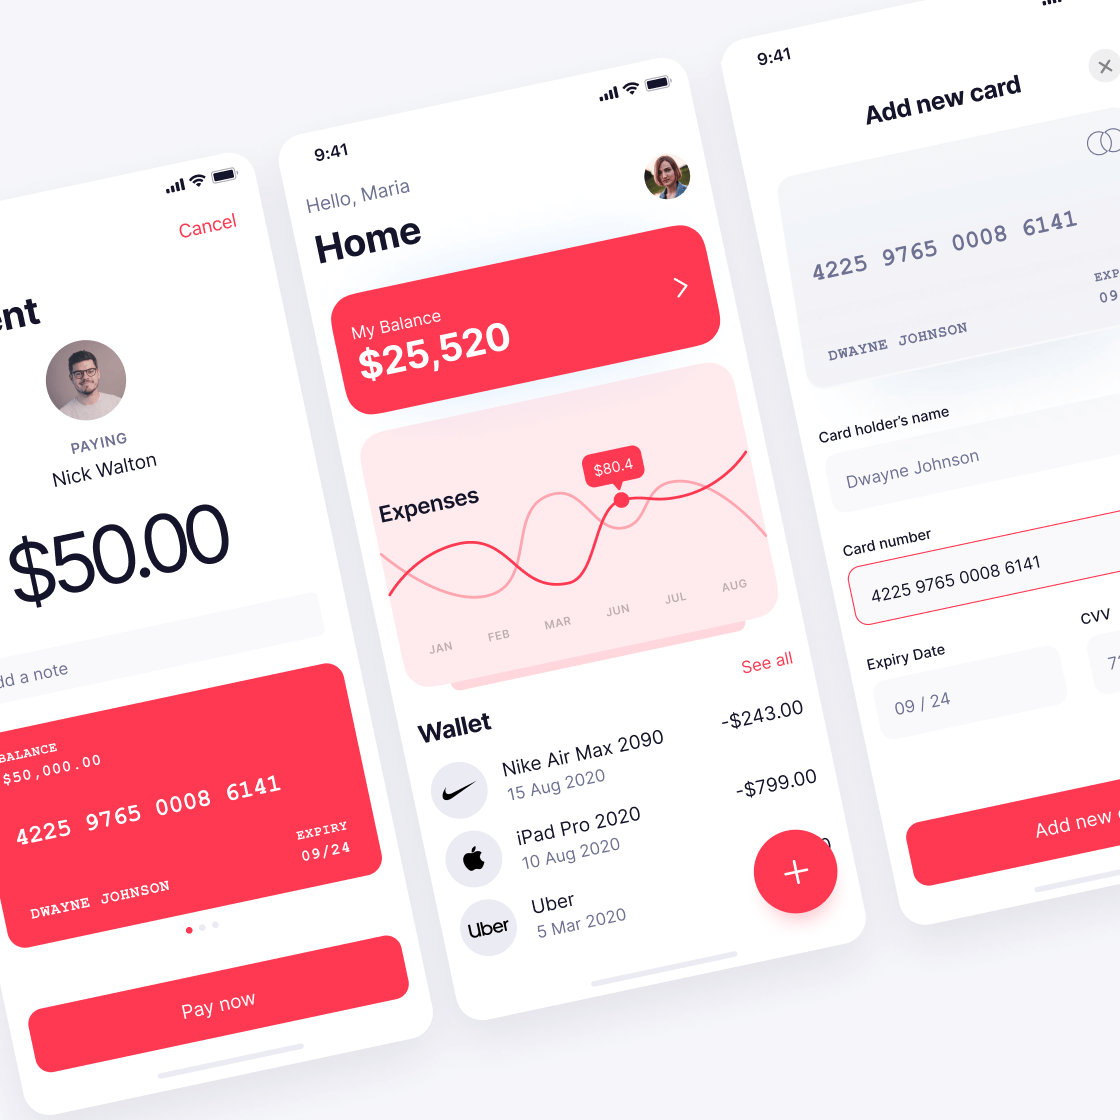 Cancel
PAYING
Nick Walton
$50.00
a note
BALANCE
$50,000.00
4225 9765 0008 6141
EXPIRY
09/24
DWAYNE JOHNSON
Pay now
9:41
Hello, Maria
Home
My Balance
$25,520
$80.4
Expenses
JAN FEB MAR JUN JUL AUG
See all
Wallet
Nike Air Max 2090 -$243.00
15 Aug 2020
iPad Pro 2020 -$799.00
10 Aug 2020
Uber
Uber
5 Mar 2020
9:41
Add new card
4225 9765 0008 6141
09
DWAYNE JOHNSON
Card holder's name
Dwayne Johnson
Card number
4225 9765 0008 6141
Expiry Date CVV
09 / 24
Add new